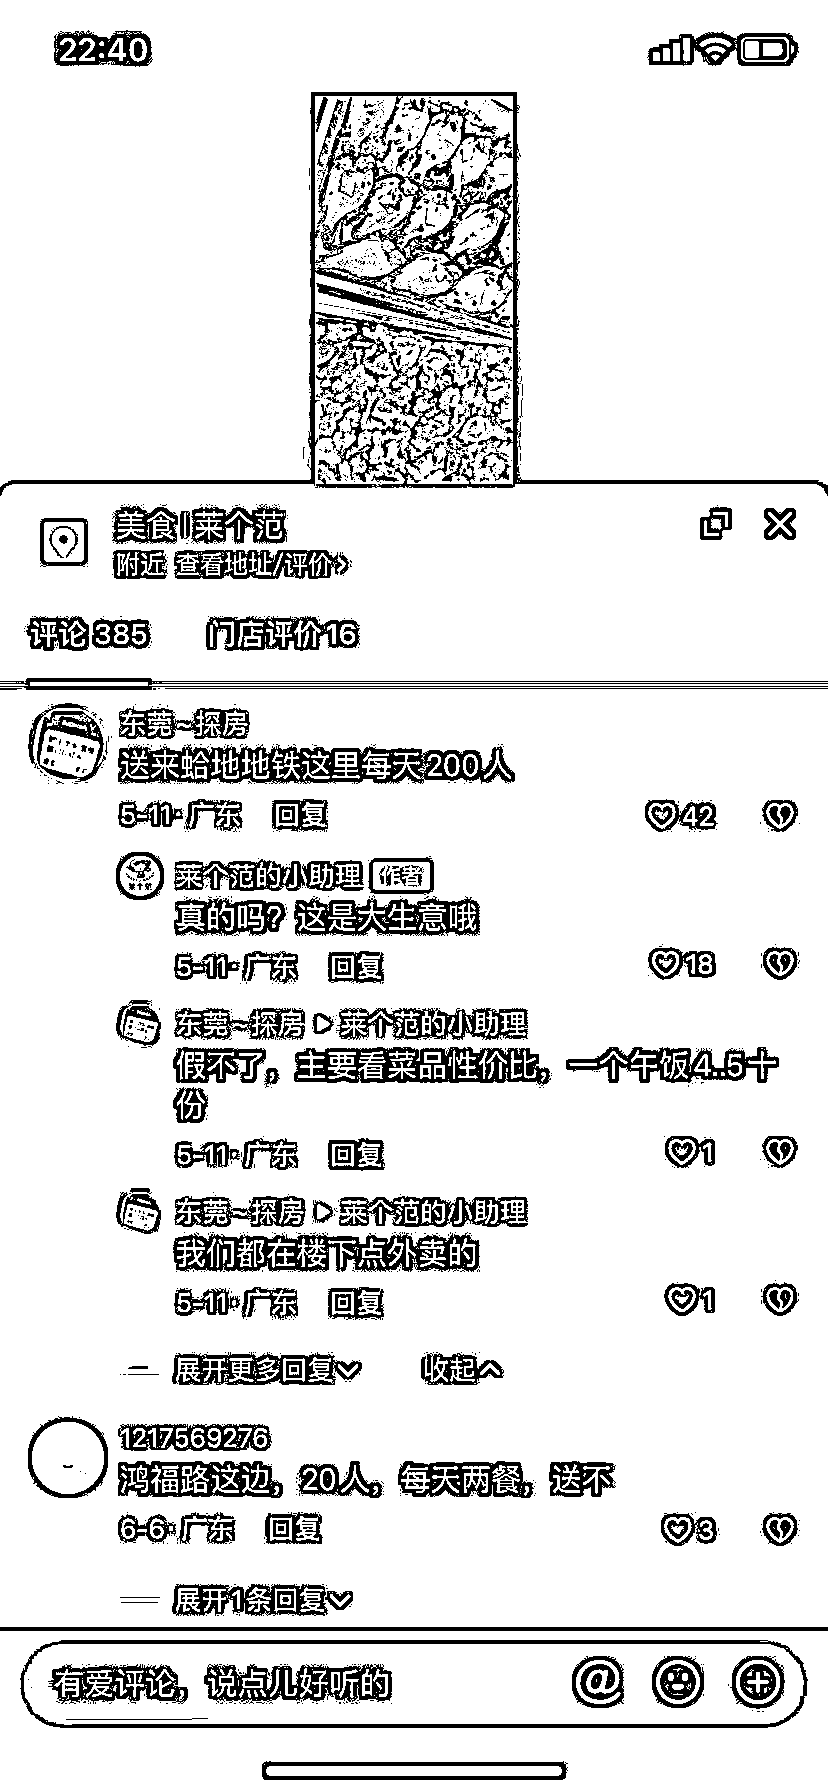 22:40
美食|菜个范
附近 查看地址/评价>
评论 385 门店评价 16
东莞~探房
送来蛤地地铁这里每天200人
5-11·广东 回复 42
菜个范的小助理 作者
真的吗？这是大生意哦
5-11·广东 回复 18
东莞~探房 ▷ 菜个范的小助理
假不了，主要看菜品性价比，一个午饭4..5十
份
5-11·广东 回复 1
东莞~探房 ▷ 菜个范的小助理
我们都在楼下点外卖的
5-11·广东 回复 1
展开更多回复 收起
1217569276
鸿福路这边，20人，每天两餐，送不
6-6·广东 回复 3
展开1条回复
有爱评论，说点儿好听的 @